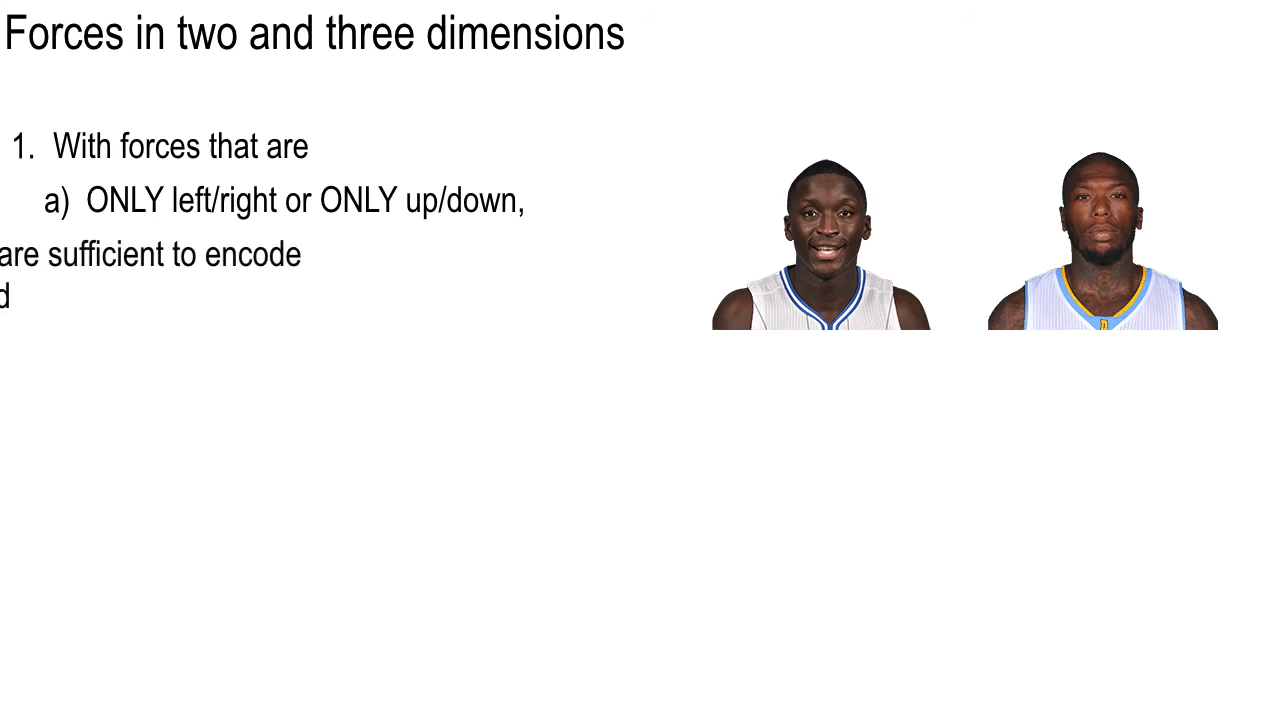 Forces in two and three dimensions
1. With forces that are
a) ONLY left/right or ONLY up/down,
are sufficient to encode
d